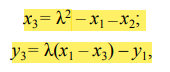 x₃= λ² – x₁ – x₂;
y₃= λ(x₁ – x₃) – y₁,